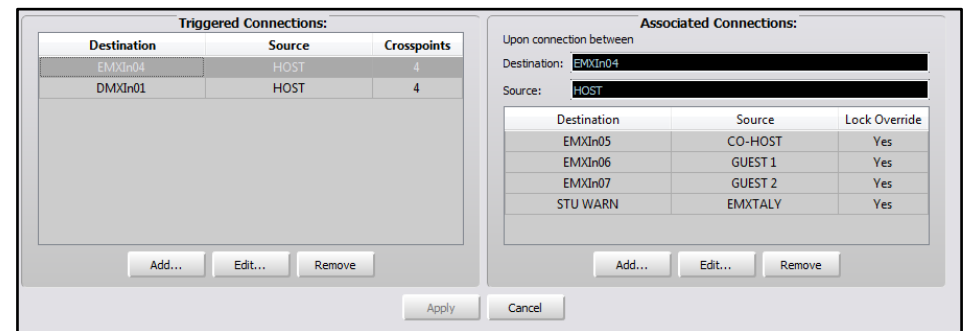 Triggered Connections:
Destination Source Crosspoints
EMXIn04 HOST 4
DMXIn01 HOST 4
Add... Edit... Remove
Associated Connections:
Upon connection between
Destination: EMXIn04
Source: HOST
Destination Source Lock Override
EMXIn05 CO-HOST Yes
EMXIn06 GUEST 1 Yes
EMXIn07 GUEST 2 Yes
STU WARN EMXTALY Yes
Add... Edit... Remove
Apply Cancel